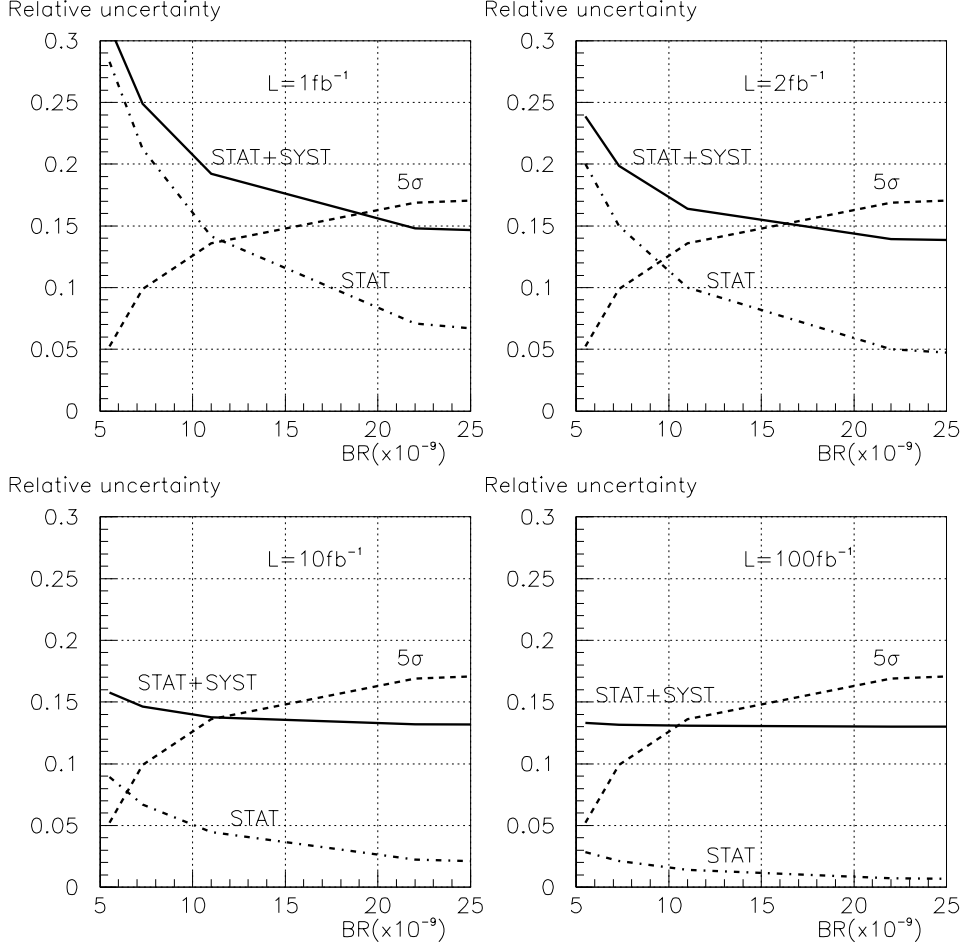 Relative uncertainty
0.3
0.25
0.2
0.15
0.1
0.05
0
L=1fb⁻¹
STAT+SYST
5σ
STAT
5 10 15 20 25
BR(x10⁻⁹)
Relative uncertainty
0.3
0.25
0.2
0.15
0.1
0.05
0
L=2fb⁻¹
STAT+SYST
5σ
STAT
5 10 15 20 25
BR(x10⁻⁹)
Relative uncertainty
0.3
0.25
0.2
0.15
0.1
0.05
0
L=10fb⁻¹
5σ
STAT+SYST
STAT
5 10 15 20 25
BR(x10⁻⁹)
Relative uncertainty
0.3
0.25
0.2
0.15
0.1
0.05
0
L=100fb⁻¹
5σ
STAT+SYST
STAT
5 10 15 20 25
BR(x10⁻⁹)